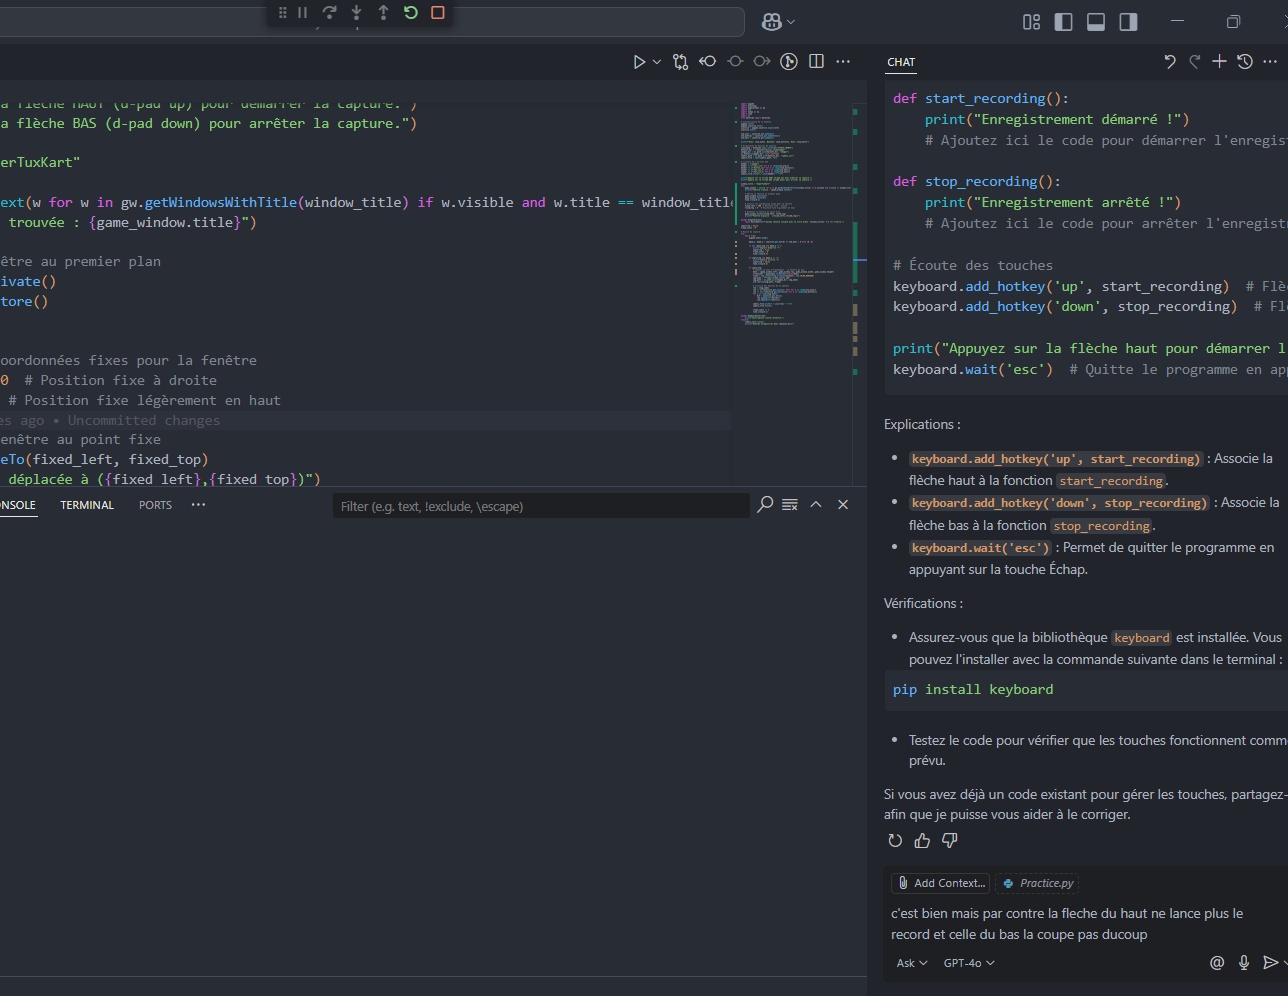 CHAT
a flèche HAUT (d-pad up) pour démarrer la capture.")
a flèche BAS (d-pad down) pour arrêter la capture.")
erTuxKart"
ext(w for w in gw.getWindowsWithTitle(window_title) if w.visible and w.title == window_title
trouvée : {game_window.title}")
être au premier plan
ivate()
tore()
oordonnées fixes pour la fenêtre
0  # Position fixe à droite
# Position fixe légèrement en haut
es ago • Uncommitted changes
enêtre au point fixe
eTo(fixed_left, fixed_top)
déplacée à ({fixed_left},{fixed_top})")
NSOLE
TERMINAL
PORTS
Filter (e.g. text, !exclude, \escape)
def start_recording():
print("Enregistrement démarré !")
# Ajoutez ici le code pour démarrer l'enregist
def stop_recording():
print("Enregistrement arrêté !")
# Ajoutez ici le code pour arrêter l'enregistr
# Écoute des touches
keyboard.add_hotkey('up', start_recording)  # Flè
keyboard.add_hotkey('down', stop_recording)  # Fl
print("Appuyez sur la flèche haut pour démarrer l
keyboard.wait('esc')  # Quitte le programme en ap
Explications :
• keyboard.add_hotkey('up', start_recording) : Associe la
flèche haut à la fonction start_recording.
• keyboard.add_hotkey('down', stop_recording) : Associe la
flèche bas à la fonction stop_recording.
• keyboard.wait('esc') : Permet de quitter le programme en
appuyant sur la touche Échap.
Vérifications :
• Assurez-vous que la bibliothèque keyboard est installée. Vous
pouvez l'installer avec la commande suivante dans le terminal :
pip install keyboard
• Testez le code pour vérifier que les touches fonctionnent comm
prévu.
Si vous avez déjà un code existant pour gérer les touches, partagez-
afin que je puisse vous aider à le corriger.
Add Context...
Practice.py
c'est bien mais par contre la fleche du haut ne lance plus le
record et celle du bas la coupe pas ducoup
Ask
GPT-4o